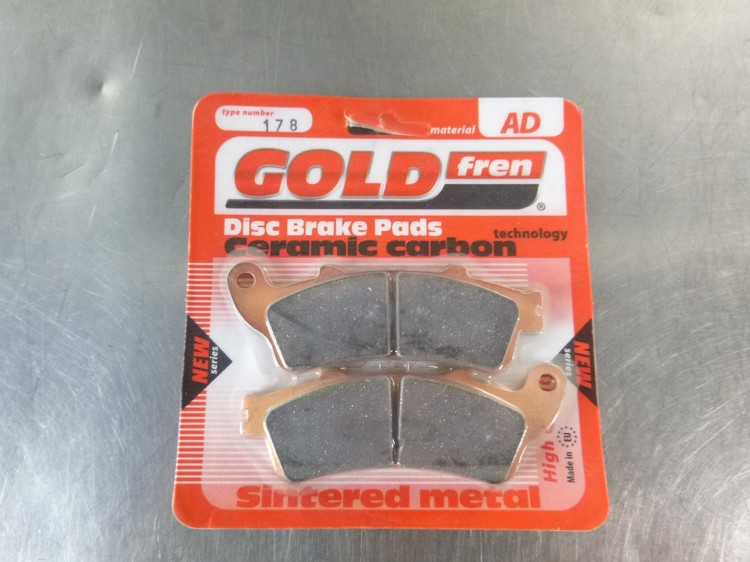 type number
178
material
AD
GOLD fren
®
Disc Brake Pads
Ceramic carbon
technology
NEW
series
NEW
series
High
Made in EU
Sintered metal